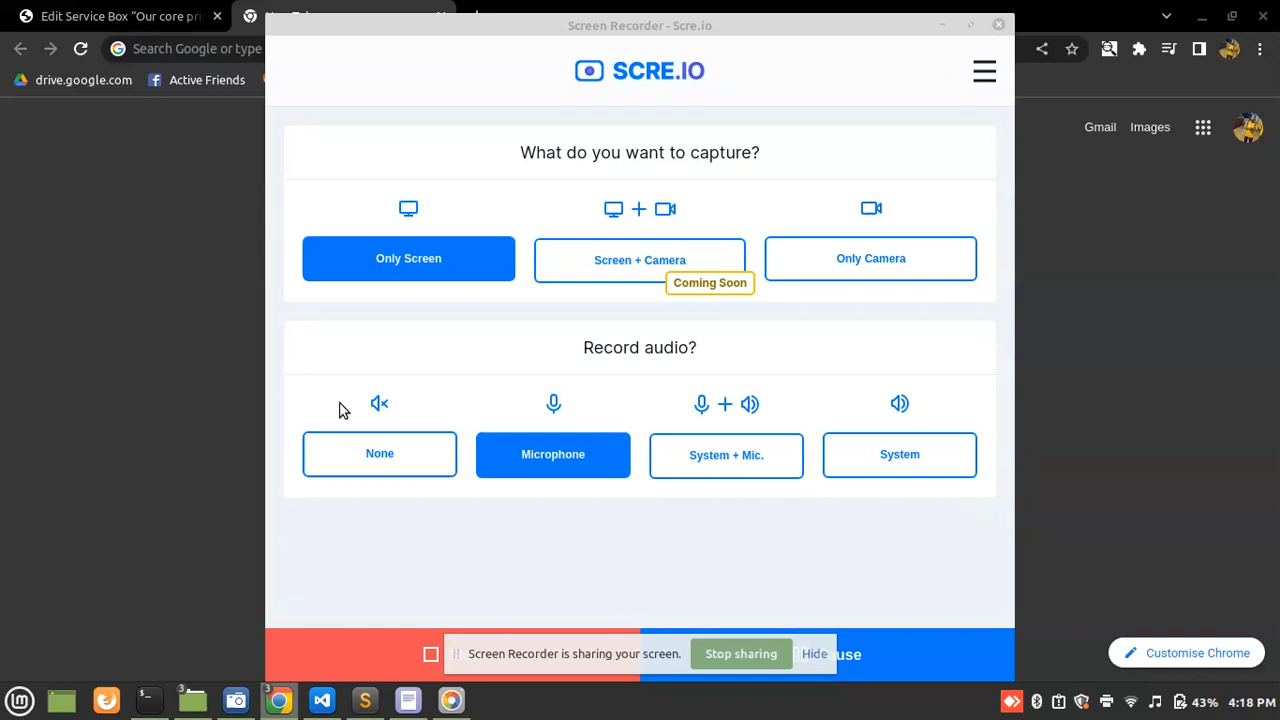 Edit Service Box “Our core pri
Screen Recorder - Scre.io
Search Google or
drive.google.com
Active Friends
SCRE.IO
Gmail
Images
What do you want to capture?
Only Screen
Screen + Camera
Only Camera
Coming Soon
Record audio?
None
Microphone
System + Mic.
System
Screen Recorder is sharing your screen.
Stop sharing
Hide
use
Customise Chrome
3
3
43%
4:18 PM